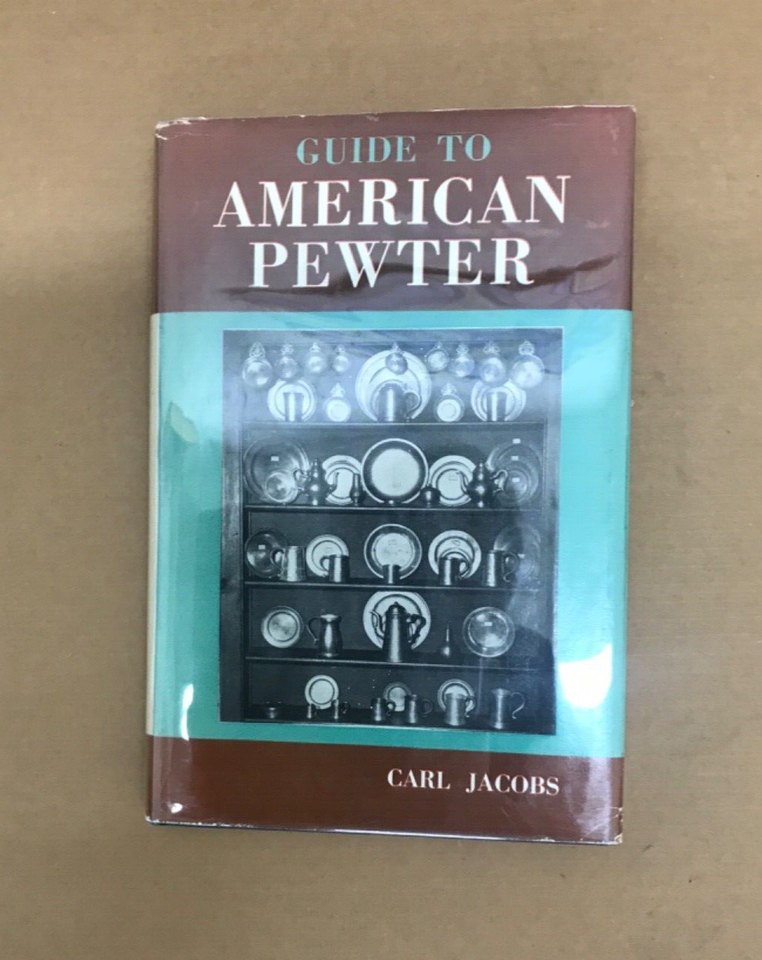 GUIDE TO
AMERICAN
PEWTER
CARL JACOBS